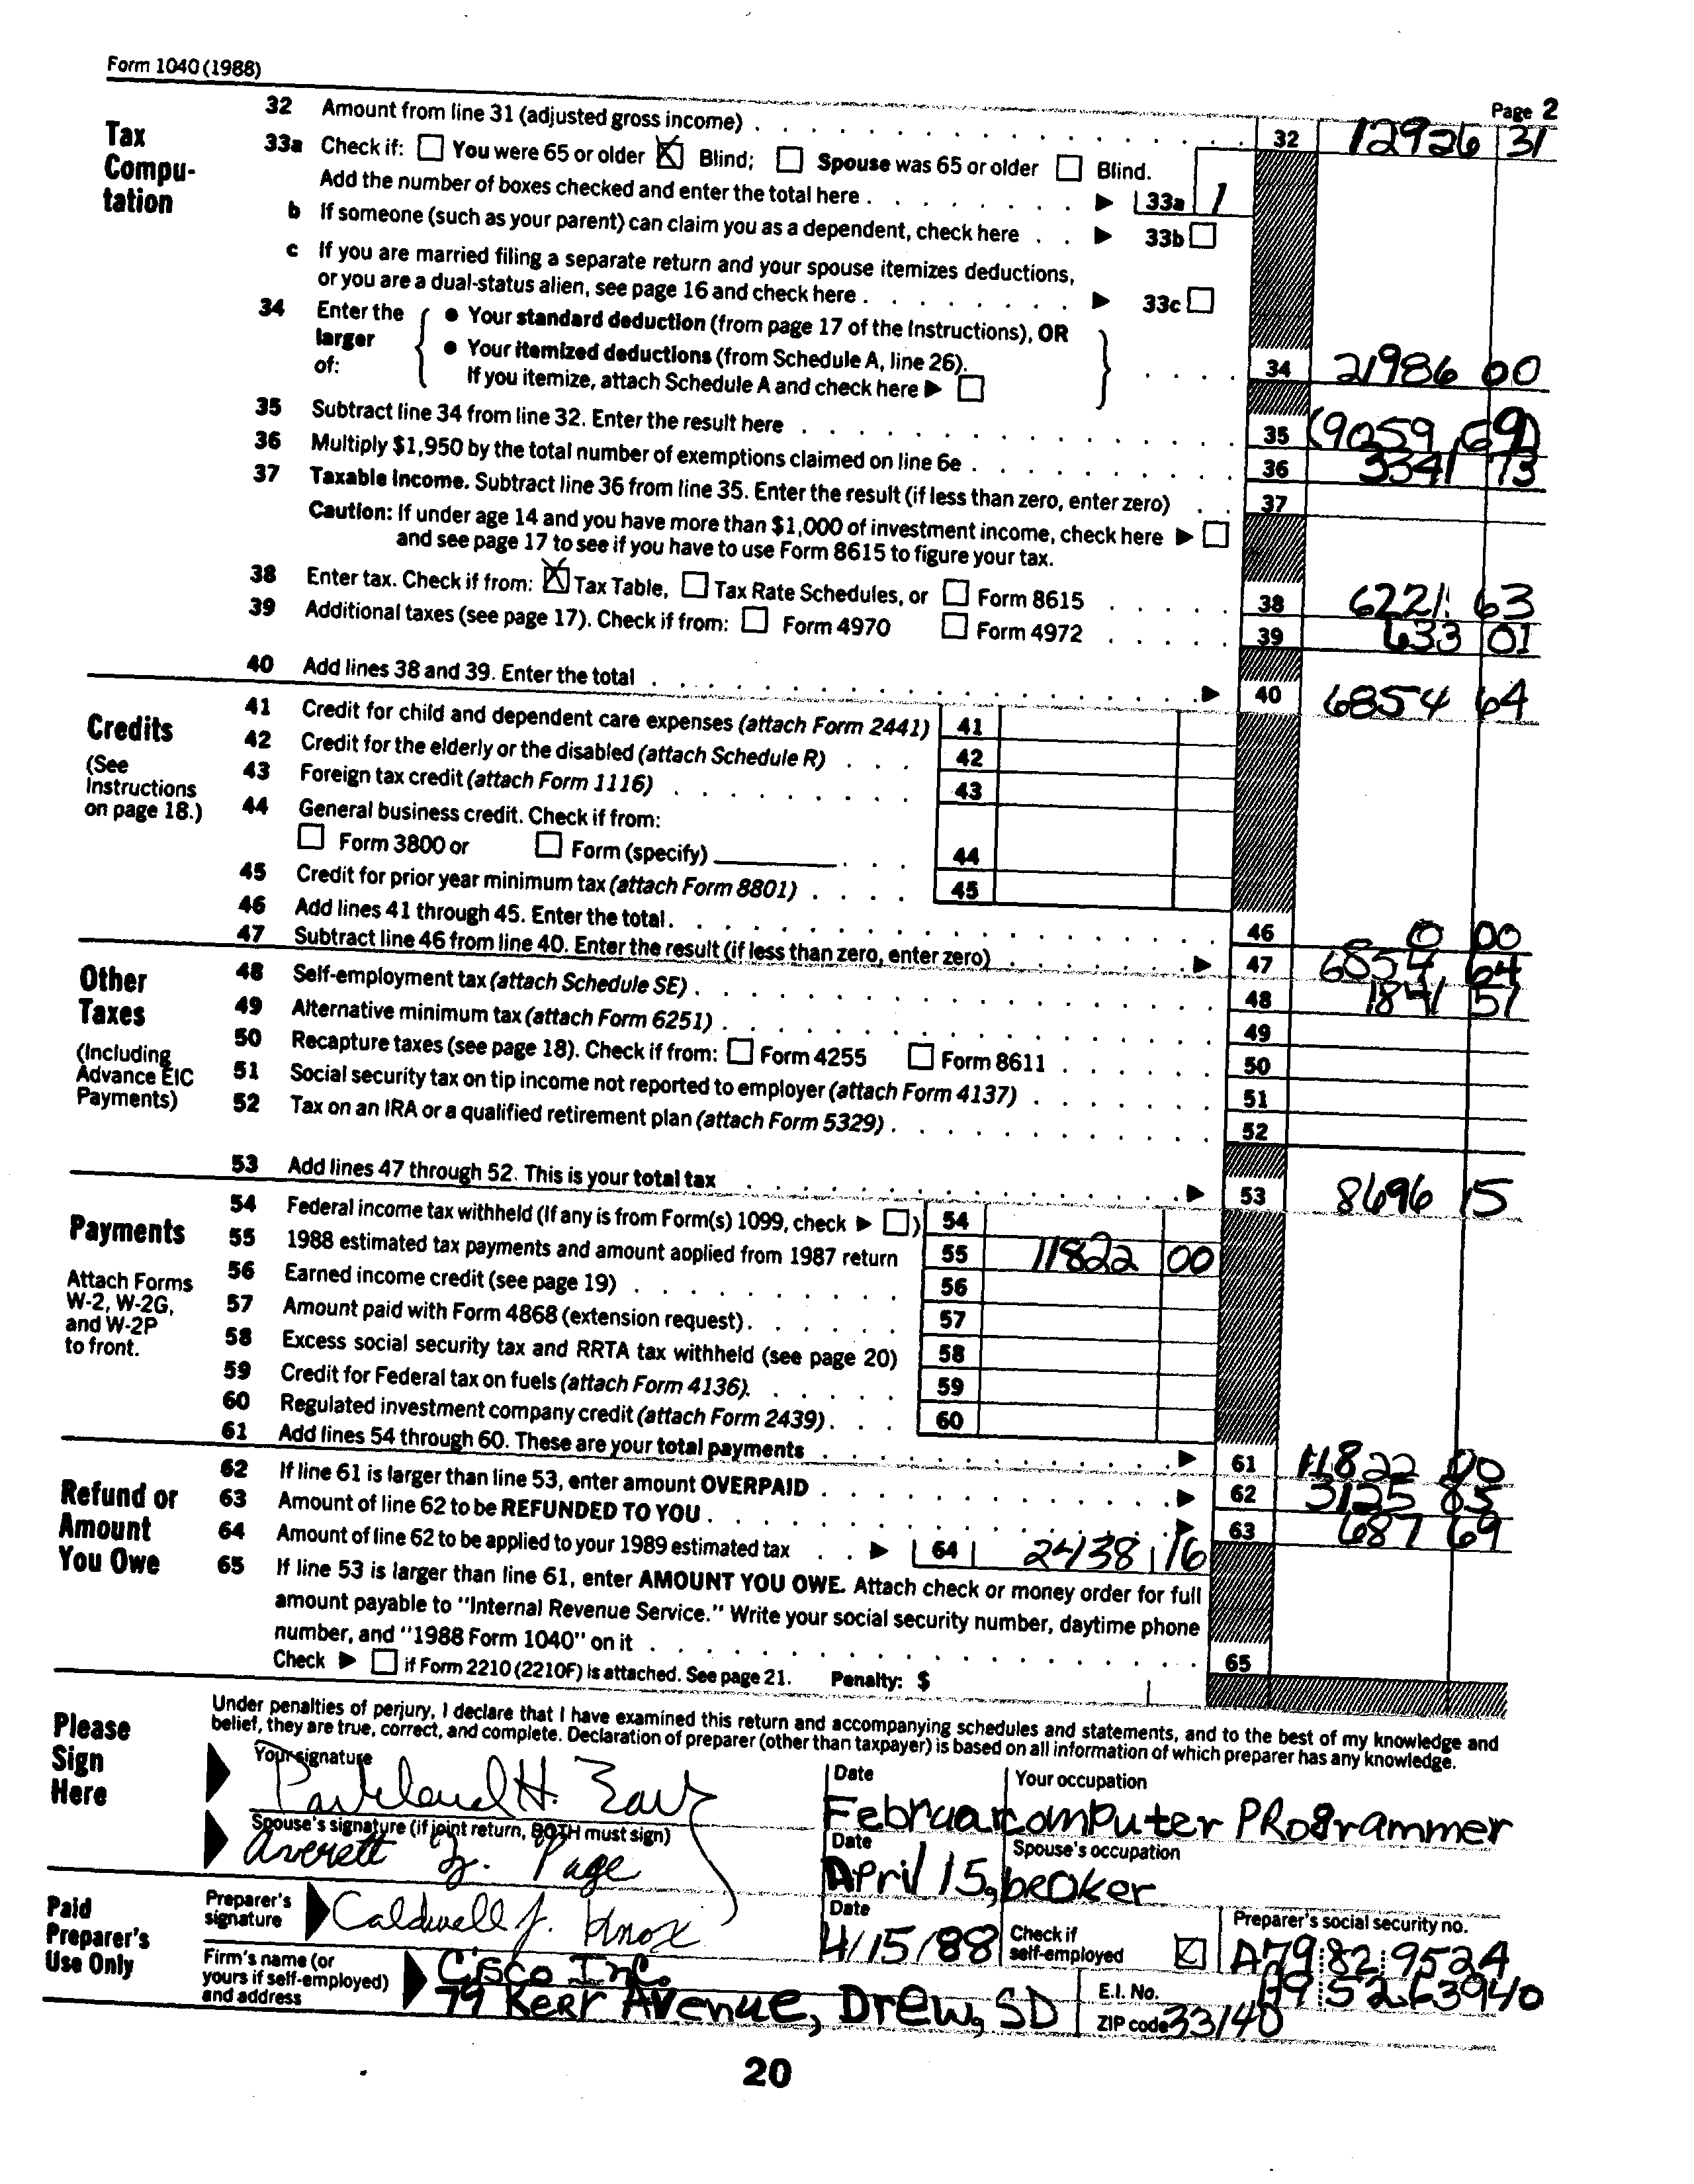 Form 1040 (1988)
Page 2
Tax Compu-tation
32 Amount from line 31 (adjusted gross income) . . . 32 12926 31
33a Check if: You were 65 or older Blind; Spouse was 65 or older Blind.
Add the number of boxes checked and enter the total here . . . 33a 1
b If someone (such as your parent) can claim you as a dependent, check here . . 33b
c If you are married filing a separate return and your spouse itemizes deductions,
or you are a dual-status alien, see page 16 and check here . . . 33c
34 Enter the larger of:
● Your standard deduction (from page 17 of the Instructions), OR
● Your itemized deductions (from Schedule A, line 26).
If you itemize, attach Schedule A and check here
34 21986 00
35 Subtract line 34 from line 32. Enter the result here . . . 35 (9059 69)
36 Multiply $1,950 by the total number of exemptions claimed on line 6e . . . 36 3341 73
37 Taxable income. Subtract line 36 from line 35. Enter the result (if less than zero, enter zero) . . 37
Caution: If under age 14 and you have more than $1,000 of investment income, check here
and see page 17 to see if you have to use Form 8615 to figure your tax.
38 Enter tax. Check if from: Tax Table, Tax Rate Schedules, or Form 8615 . . . 38 6221 63
39 Additional taxes (see page 17). Check if from: Form 4970 Form 4972 . . . 39 633 01
40 Add lines 38 and 39. Enter the total . . . 40 6854 64
Credits
(See Instructions on page 18.)
41 Credit for child and dependent care expenses (attach Form 2441) 41
42 Credit for the elderly or the disabled (attach Schedule R) . . . 42
43 Foreign tax credit (attach Form 1116) . . . 43
44 General business credit. Check if from:
Form 3800 or Form (specify) . . . 44
45 Credit for prior year minimum tax (attach Form 8801) . . . 45
46 Add lines 41 through 45. Enter the total. . . . 46 0 00
47 Subtract line 46 from line 40. Enter the result (if less than zero, enter zero) . . . 47 6854 64
Other Taxes
(Including Advance EIC Payments)
48 Self-employment tax (attach Schedule SE) . . . 48 1841 51
49 Alternative minimum tax (attach Form 6251) . . . 49
50 Recapture taxes (see page 18). Check if from: Form 4255 Form 8611 . . . 50
51 Social security tax on tip income not reported to employer (attach Form 4137) . . . 51
52 Tax on an IRA or a qualified retirement plan (attach Form 5329) . . . 52
53 Add lines 47 through 52. This is your total tax . . . 53 8696 15
Payments
Attach Forms W-2, W-2G, and W-2P to front.
54 Federal income tax withheld (If any is from Form(s) 1099, check ) 54
55 1988 estimated tax payments and amount applied from 1987 return 55 11822 00
56 Earned income credit (see page 19) . . . 56
57 Amount paid with Form 4868 (extension request) . . . 57
58 Excess social security tax and RRTA tax withheld (see page 20) 58
59 Credit for Federal tax on fuels (attach Form 4136). . . . 59
60 Regulated investment company credit (attach Form 2439) . . . 60
61 Add lines 54 through 60. These are your total payments . . . 61 11822 00
Refund or Amount You Owe
62 If line 61 is larger than line 53, enter amount OVERPAID . . . 62 3125 85
63 Amount of line 62 to be REFUNDED TO YOU . . . 63 687 69
64 Amount of line 62 to be applied to your 1989 estimated tax . . 64 2438 16
65 If line 53 is larger than line 61, enter AMOUNT YOU OWE. Attach check or money order for full
amount payable to "Internal Revenue Service." Write your social security number, daytime phone
number, and "1988 Form 1040" on it . . . 65
Check if Form 2210 (2210F) is attached. See page 21. Penalty: $
Please Sign Here
Under penalties of perjury, I declare that I have examined this return and accompanying schedules and statements, and to the best of my knowledge and
belief, they are true, correct, and complete. Declaration of preparer (other than taxpayer) is based on all information of which preparer has any knowledge.
Your signature Date Your occupation
H. Februar computer PRogrammer
Spouse's signature (if joint return, BOTH must sign) Date Spouse's occupation
Averett Page April 15, beoker
Paid Preparer's Use Only
Preparer's signature Caldwell J. Knox Date 4/15/88 Check if self-employed Preparer's social security no. A79 82 9524
Firm's name (or yours if self-employed) and address Cisco Inc. E.I. No.
79 Kerr Avenue, Drew, SD ZIP code 33140
20